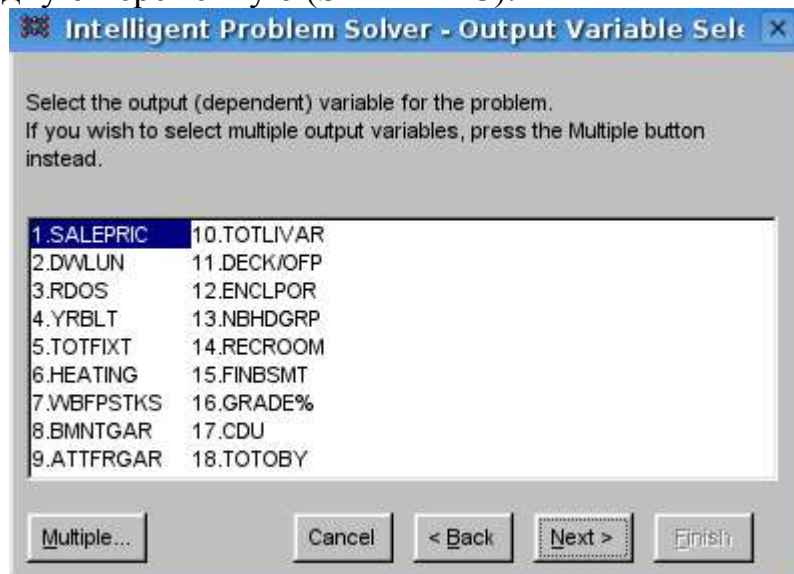 Intelligent Problem Solver - Output Variable Sele
Select the output (dependent) variable for the problem.
If you wish to select multiple output variables, press the Multiple button
instead.
1.SALEPRIC 10.TOTLIVAR
2.DWLUN 11.DECK/OFP
3.RDOS 12.ENCLPOR
4.YRBLT 13.NBHDGRP
5.TOTFIXT 14.RECROOM
6.HEATING 15.FINBSMT
7.WBFPSTKS 16.GRADE%
8.BMNTGAR 17.CDU
9.ATTFRGAR 18.TOTOBY
Multiple... Cancel < Back Next > Finish